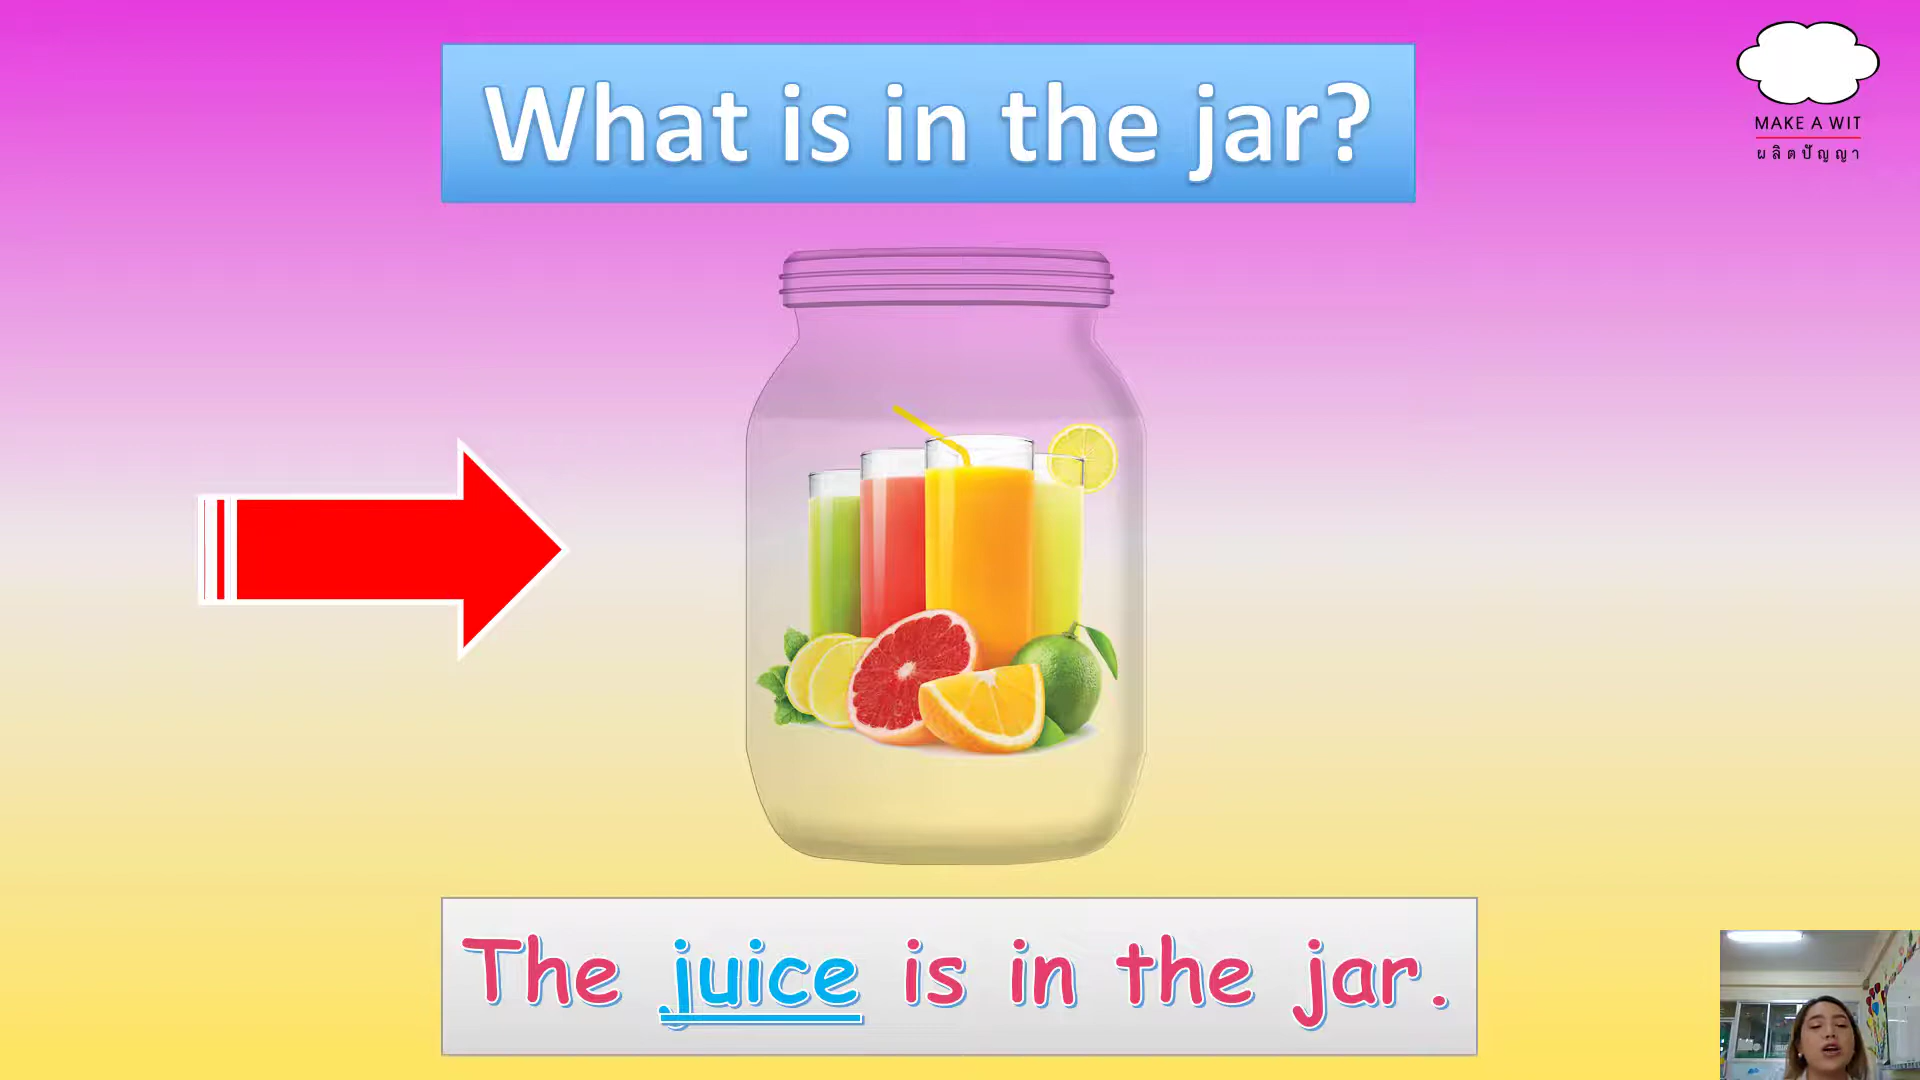 What is in the jar?
MAKE A WIT
ผลิตปัญญา
The juice is in the jar.